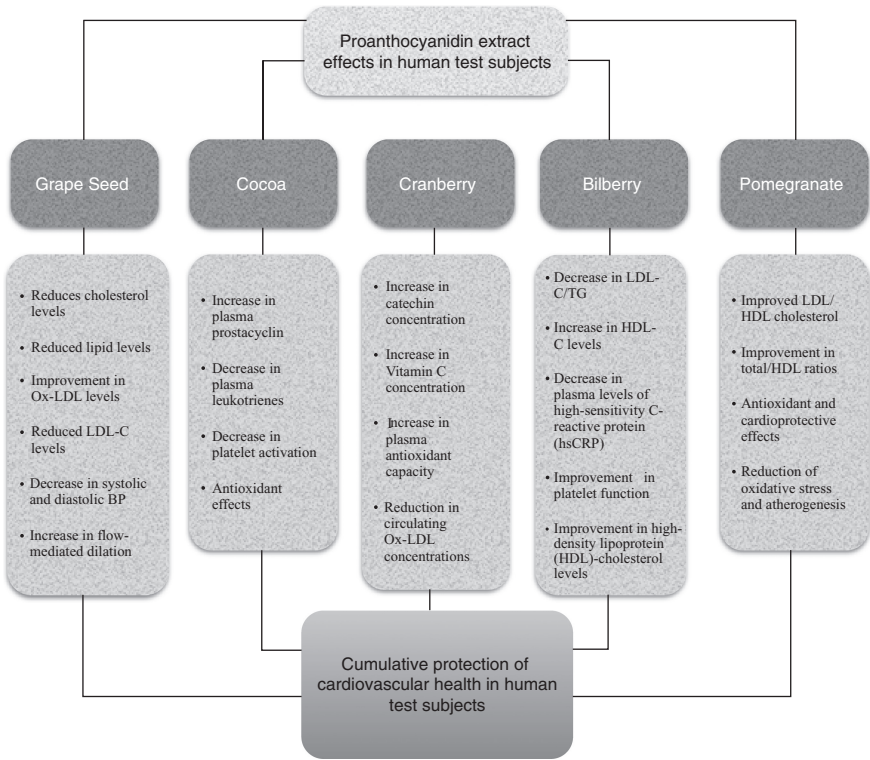 Proanthocyanidin extract
effects in human test subjects
Grape Seed
Cocoa
Cranberry
Bilberry
Pomegranate
• Reduces cholesterol
levels
• Reduced lipid levels
• Improvement in
Ox-LDL levels
• Reduced LDL-C
levels
• Decrease in systolic
and diastolic BP
• Increase in flow-
mediated dilation
• Increase in
plasma
prostacyclin
• Decrease in
plasma
leukotrienes
• Decrease in
platelet activation
• Antioxidant
effects
• Increase in
catechin
concentration
• Increase in
Vitamin C
concentration
• Increase in
plasma
antioxidant
capacity
• Reduction in
circulating
Ox-LDL
concentrations
• Decrease in LDL-
C/TG
• Increase in HDL-
C levels
• Decrease in
plasma levels of
high-sensitivity C-
reactive protein
(hsCRP)
• Improvement in
platelet function
• Improvement in high-
density lipoprotein
(HDL)-cholesterol
levels
• Improved LDL/
HDL cholesterol
• Improvement in
total/HDL ratios
• Antioxidant and
cardioprotective
effects
• Reduction of
oxidative stress
and atherogenesis
Cumulative protection of
cardiovascular health in human
test subjects